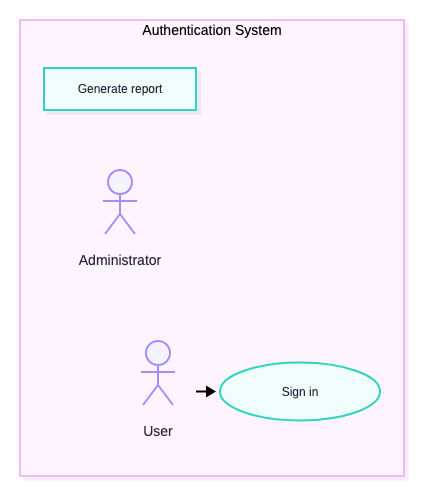 Authentication System
Generate report
Administrator
User
Sign in